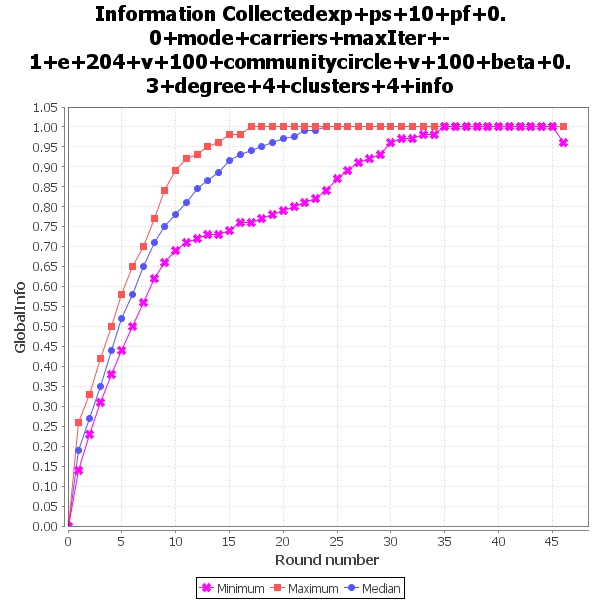 Information Collectedexp+ps+10+pf+0.
0+mode+carriers+maxIter+-
1+e+204+v+100+communitycircle+v+100+beta+0.
3+degree+4+clusters+4+info
1.05
1.00
0.95
0.90
0.85
0.80
0.75
0.70
0.65
0.60
0.55
0.50
0.45
0.40
0.35
0.30
0.25
0.20
0.15
0.10
0.05
0.00
GlobalInfo
0 5 10 15 20 25 30 35 40 45
Round number
Minimum Maximum Median